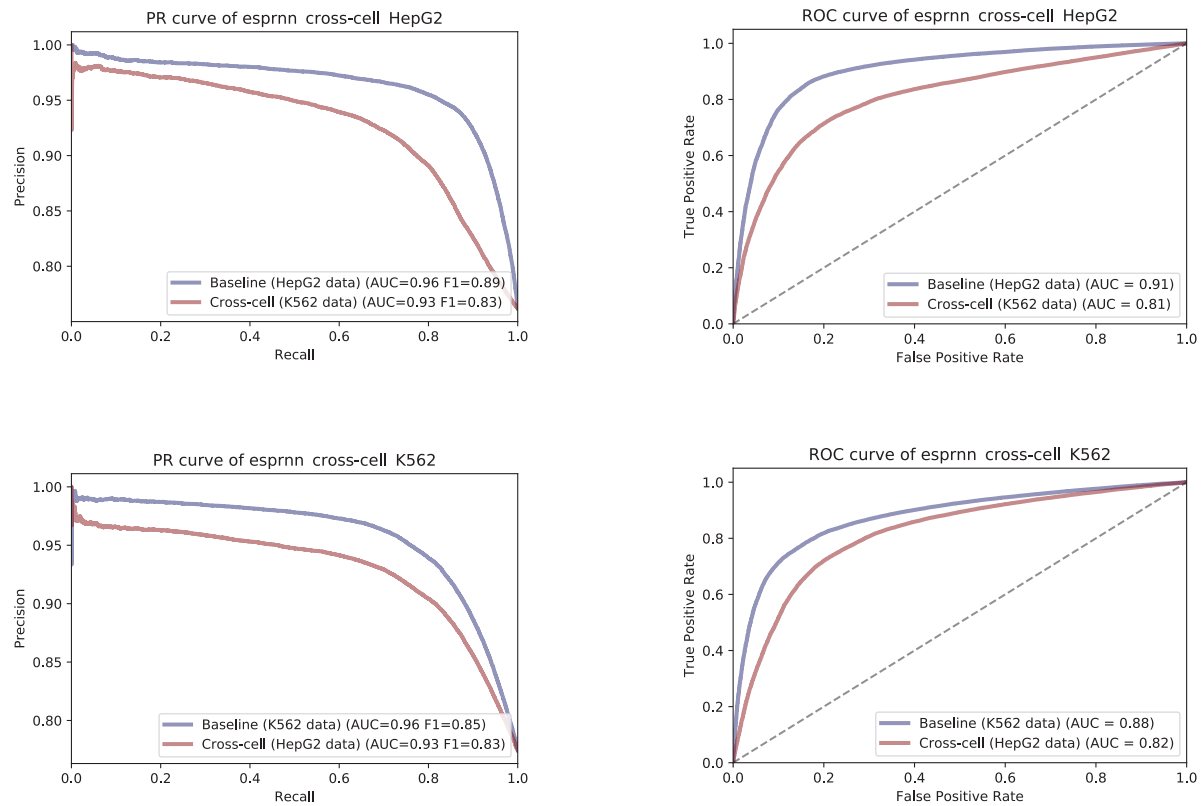 PR curve of esprnn cross-cell HepG2
1.00
0.95
0.90
0.85
0.80
Precision
Baseline (HepG2 data) (AUC=0.96 F1=0.89)
Cross-cell (K562 data) (AUC=0.93 F1=0.83)
0.0 0.2 0.4 0.6 0.8 1.0
Recall
ROC curve of esprnn cross-cell HepG2
1.0
0.8
0.6
0.4
0.2
0.0
True Positive Rate
Baseline (HepG2 data) (AUC = 0.91)
Cross-cell (K562 data) (AUC = 0.81)
0.0 0.2 0.4 0.6 0.8 1.0
False Positive Rate
PR curve of esprnn cross-cell K562
1.00
0.95
0.90
0.85
0.80
Precision
Baseline (K562 data) (AUC=0.96 F1=0.85)
Cross-cell (HepG2 data) (AUC=0.93 F1=0.83)
0.0 0.2 0.4 0.6 0.8 1.0
Recall
ROC curve of esprnn cross-cell K562
1.0
0.8
0.6
0.4
0.2
0.0
True Positive Rate
Baseline (K562 data) (AUC = 0.88)
Cross-cell (HepG2 data) (AUC = 0.82)
0.0 0.2 0.4 0.6 0.8 1.0
False Positive Rate